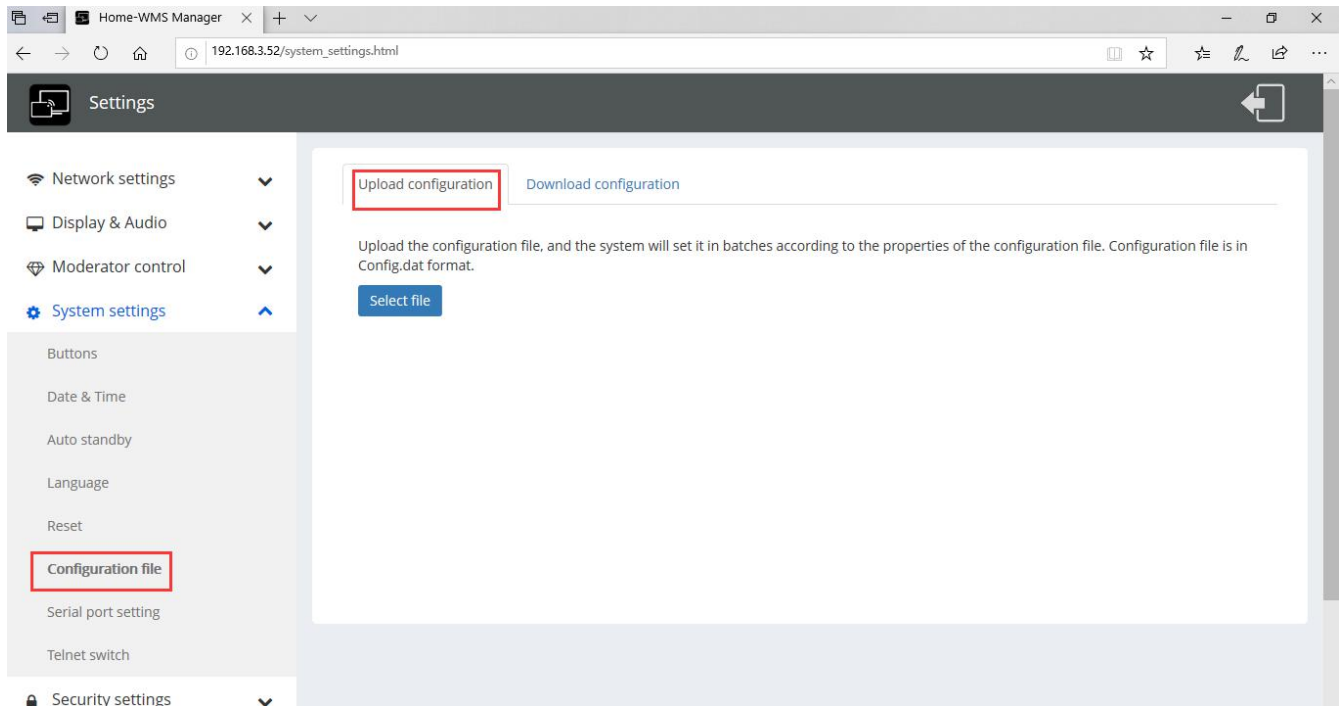 Home-WMS Manager
192.168.3.52/system_settings.html
Settings
Network settings
Display & Audio
Moderator control
System settings
Buttons
Date & Time
Auto standby
Language
Reset
Configuration file
Serial port setting
Telnet switch
Security settings
Upload configuration
Download configuration
Upload the configuration file, and the system will set it in batches according to the properties of the configuration file. Configuration file is in
Config.dat format.
Select file